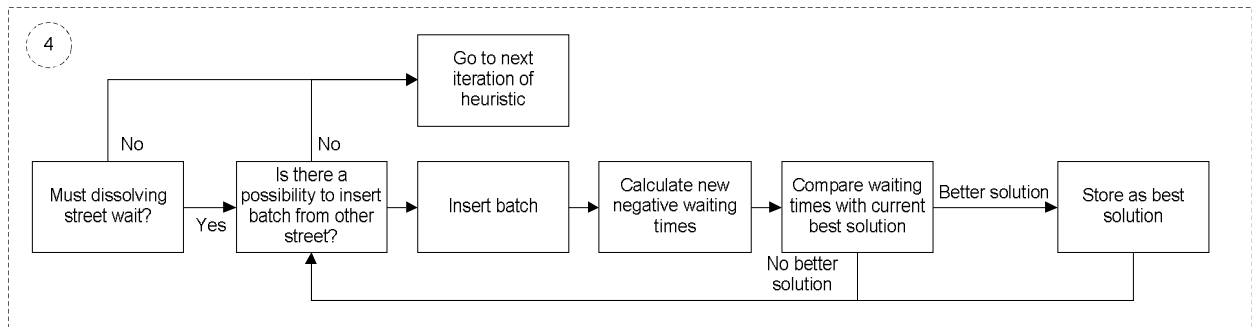 4
Go to next
iteration of
heuristic
No
No
Must dissolving
street wait?
Yes
Is there a
possibility to insert
batch from other
street?
Insert batch
Calculate new
negative waiting
times
Compare waiting
times with current
best solution
Better solution
Store as best
solution
No better
solution